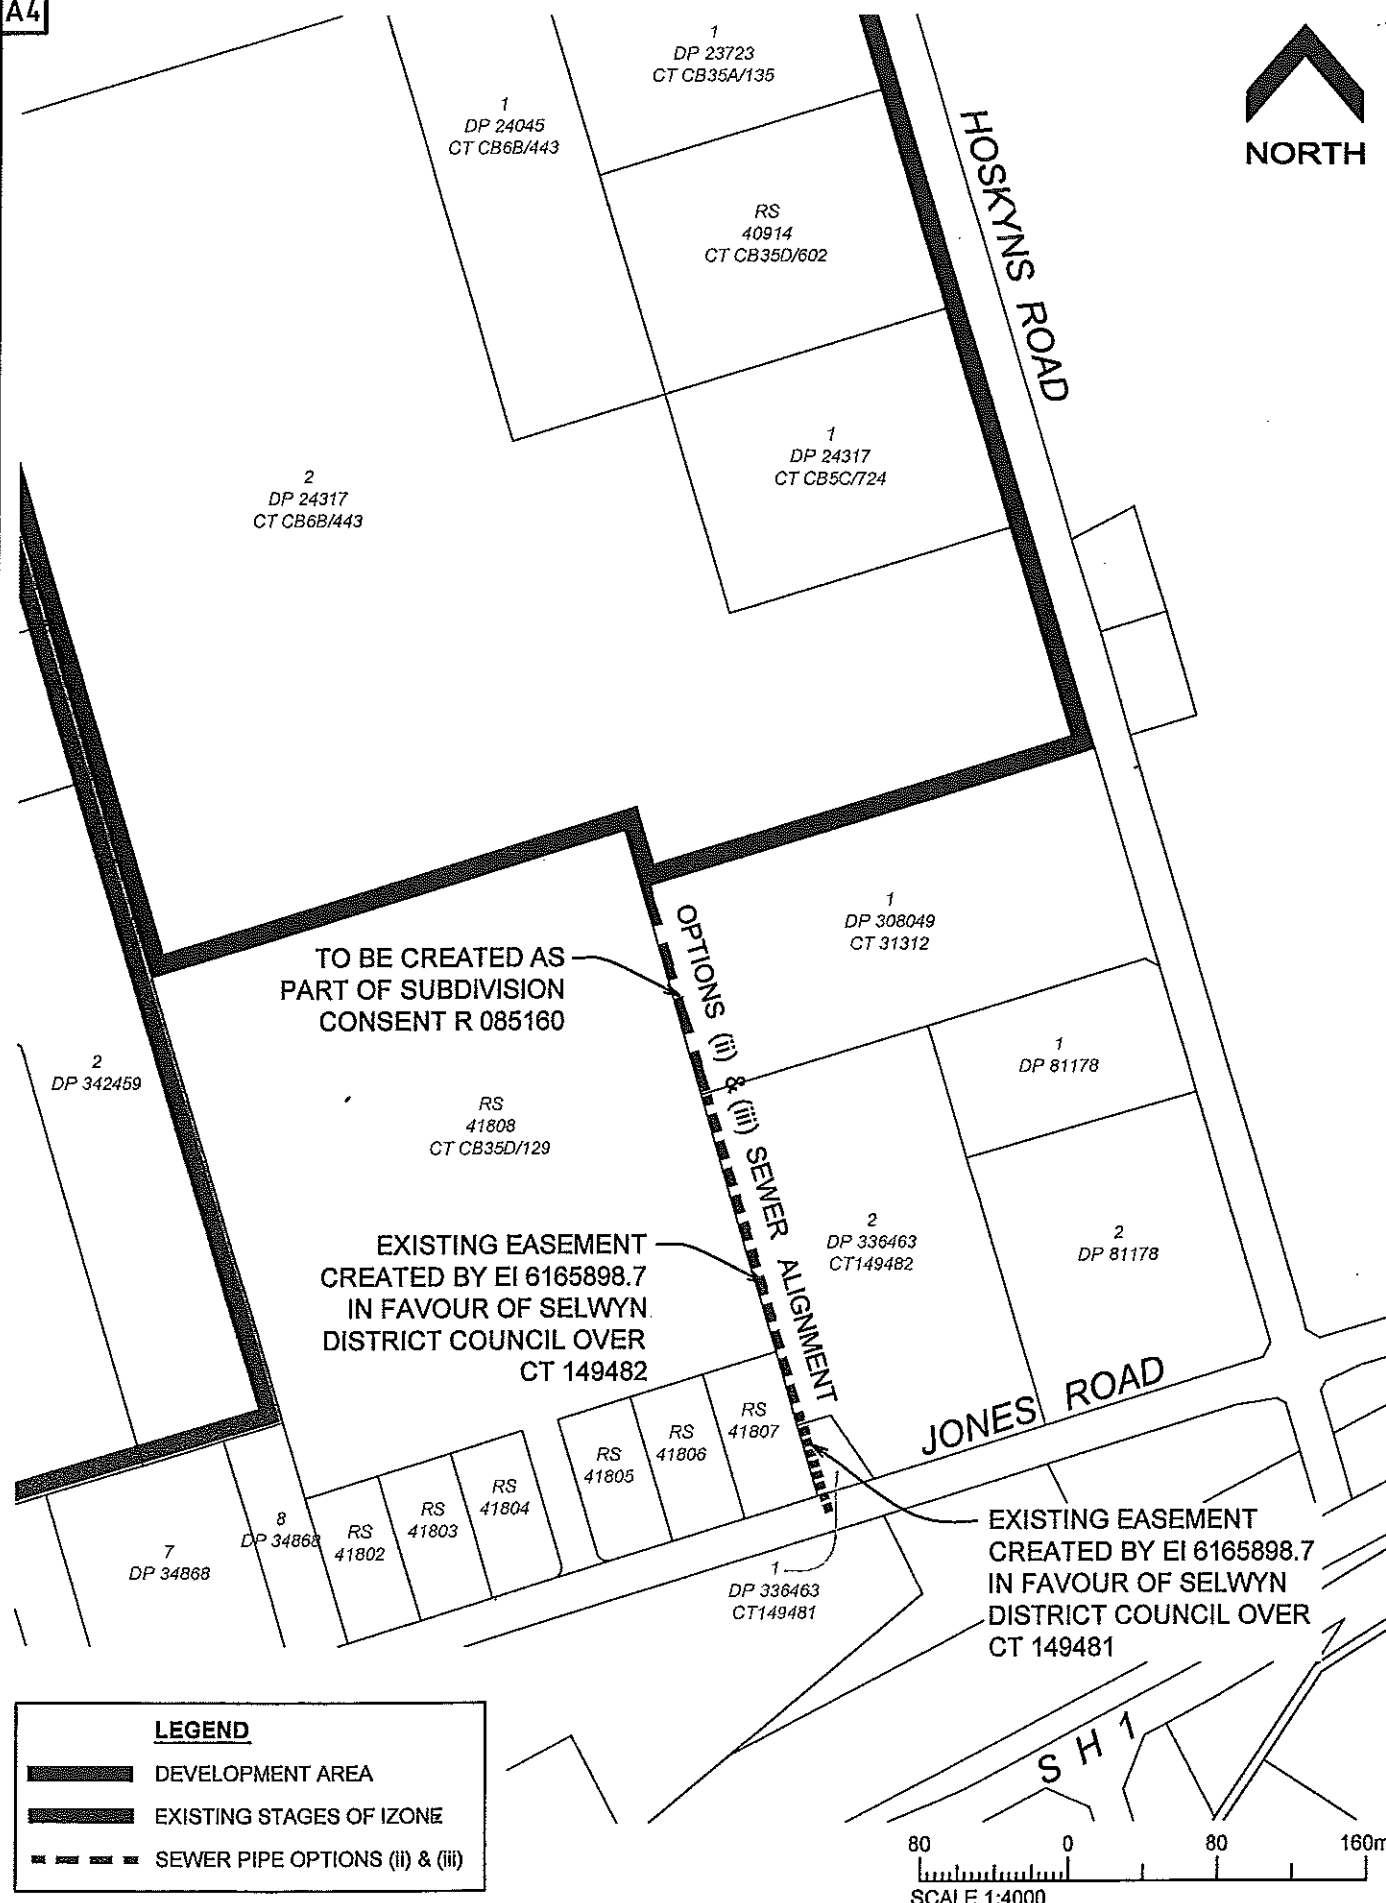 A4
1
DP 23723
CT CB35A/135
1
DP 24045
CT CB6B/443
NORTH
HOSKYNS ROAD
RS
40914
CT CB35D/602
1
DP 24317
CT CB5C/724
2
DP 24317
CT CB6B/443
1
DP 308049
CT 31312
TO BE CREATED AS
PART OF SUBDIVISION
CONSENT R 085160
OPTIONS (ii) & (iii) SEWER ALIGNMENT
2
DP 342459
1
DP 81178
RS
41808
CT CB35D/129
2
DP 336463
CT149482
2
DP 81178
EXISTING EASEMENT
CREATED BY EI 6165898.7
IN FAVOUR OF SELWYN
DISTRICT COUNCIL OVER
CT 149482
JONES ROAD
RS
41807
RS
41806
RS
41805
RS
41804
RS
41803
RS
41802
8
DP 34868
7
DP 34868
1
DP 336463
CT149481
EXISTING EASEMENT
CREATED BY EI 6165898.7
IN FAVOUR OF SELWYN
DISTRICT COUNCIL OVER
CT 149481
SH 1
LEGEND
DEVELOPMENT AREA
EXISTING STAGES OF IZONE
SEWER PIPE OPTIONS (ii) & (iii)
80 0 80 160m
SCALE 1:4000